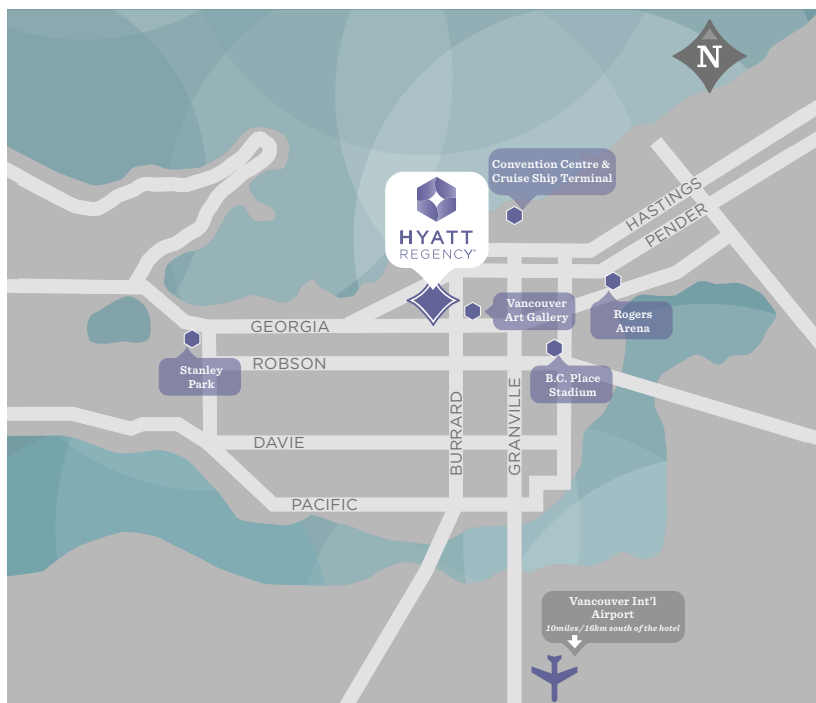 N
Convention Centre &
Cruise Ship Terminal
HYATT
REGENCY
HASTINGS
PENDER
Vancouver
Art Gallery
Rogers
Arena
GEORGIA
ROBSON
Stanley
Park
B.C. Place
Stadium
BURRARD
GRANVILLE
DAVIE
PACIFIC
Vancouver Int'l
Airport
10miles/16km south of the hotel